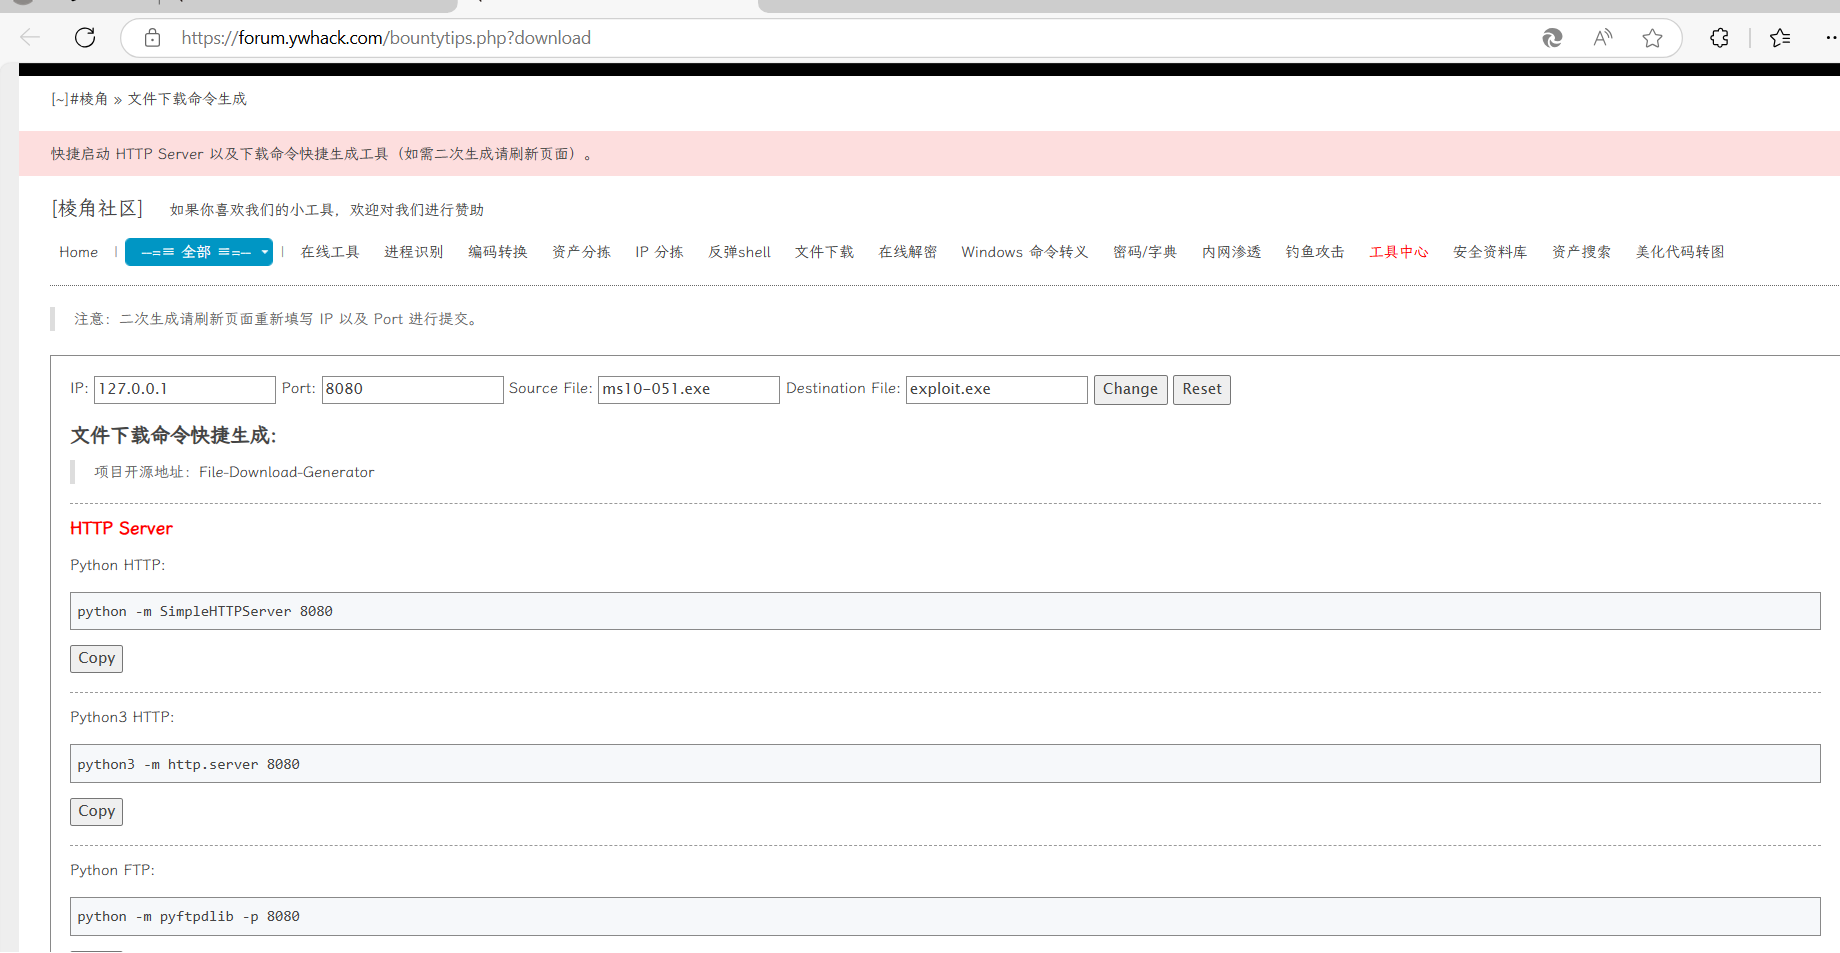 https://forum.ywhack.com/bountytips.php?download
[~]#棱角 » 文件下载命令生成
快捷启动 HTTP Server 以及下载命令快捷生成工具（如需二次生成请刷新页面）。
[棱角社区] 如果你喜欢我们的小工具，欢迎对我们进行赞助
Home | —=≡ 全部 ≡=— | 在线工具 进程识别 编码转换 资产分拣 IP 分拣 反弹shell 文件下载 在线解密 Windows 命令转义 密码/字典 内网渗透 钓鱼攻击 工具中心 安全资料库 资产搜索 美化代码转图
注意：二次生成请刷新页面重新填写 IP 以及 Port 进行提交。
IP: 127.0.0.1 Port: 8080 Source File: ms10-051.exe Destination File: exploit.exe Change Reset
文件下载命令快捷生成:
项目开源地址：File-Download-Generator
HTTP Server
Python HTTP:
python -m SimpleHTTPServer 8080
Copy
Python3 HTTP:
python3 -m http.server 8080
Copy
Python FTP:
python -m pyftpdlib -p 8080